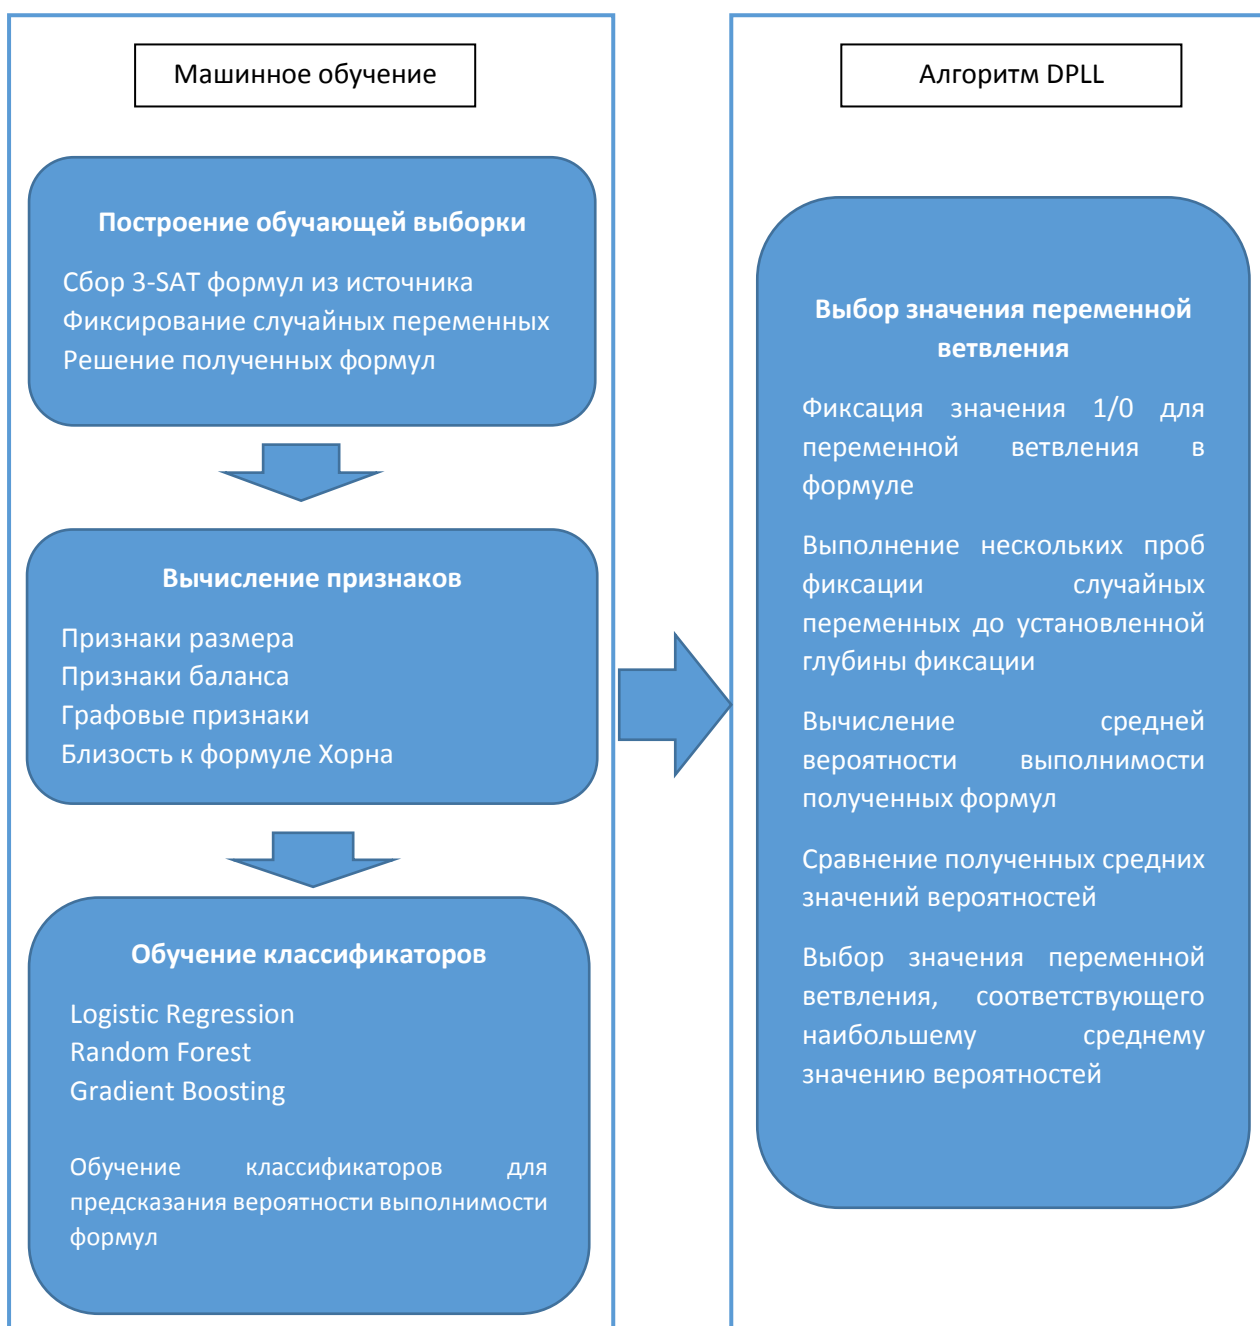 Машинное обучение
Построение обучающей выборки
Сбор 3-SAT формул из источника
Фиксирование случайных переменных
Решение полученных формул
Вычисление признаков
Признаки размера
Признаки баланса
Графовые признаки
Близость к формуле Хорна
Обучение классификаторов
Logistic Regression
Random Forest
Gradient Boosting
Обучение классификаторов для
предсказания вероятности выполнимости
формул
Алгоритм DPLL
Выбор значения переменной
ветвления
Фиксация значения 1/0 для
переменной ветвления в
формуле
Выполнение нескольких проб
фиксации случайных
переменных до установленной
глубины фиксации
Вычисление средней
вероятности выполнимости
полученных формул
Сравнение полученных средних
значений вероятностей
Выбор значения переменной
ветвления, соответствующего
наибольшему среднему
значению вероятностей